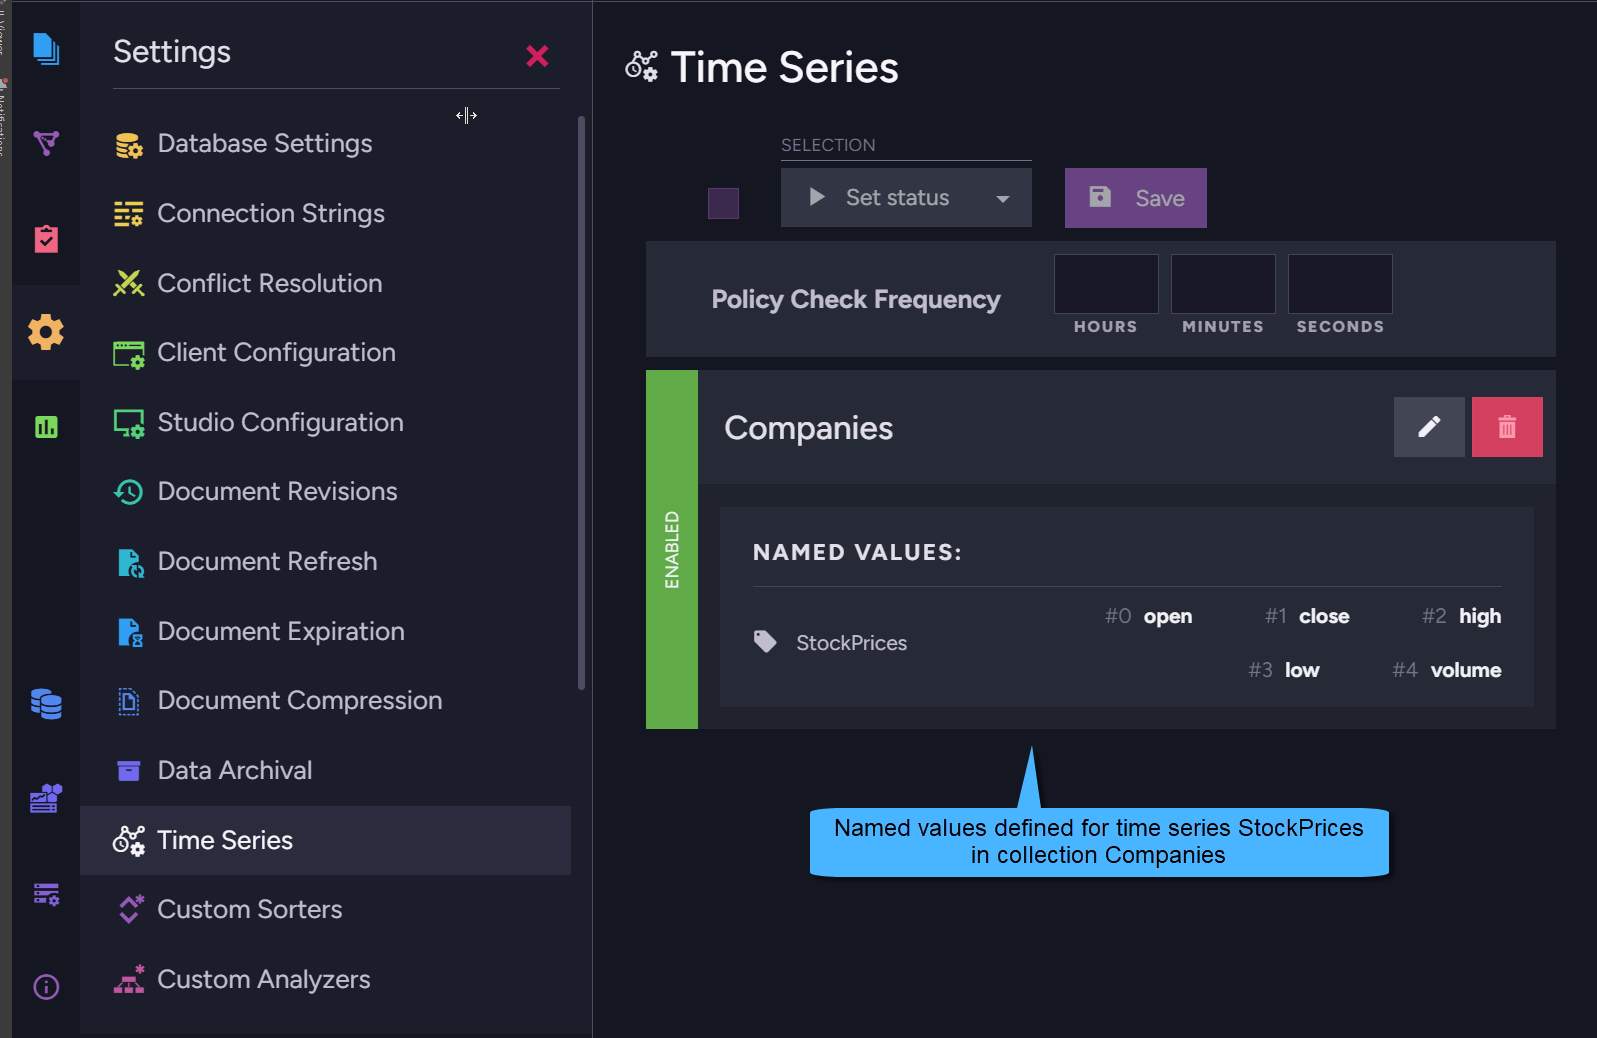 Settings
Database Settings
Connection Strings
Conflict Resolution
Client Configuration
Studio Configuration
Document Revisions
Document Refresh
Document Expiration
Document Compression
Data Archival
Time Series
Custom Sorters
Custom Analyzers
Time Series
SELECTION
Set status
Save
Policy Check Frequency
HOURS MINUTES SECONDS
ENABLED
Companies
NAMED VALUES:
StockPrices
#0 open #1 close #2 high
#3 low #4 volume
Named values defined for time series StockPrices
in collection Companies